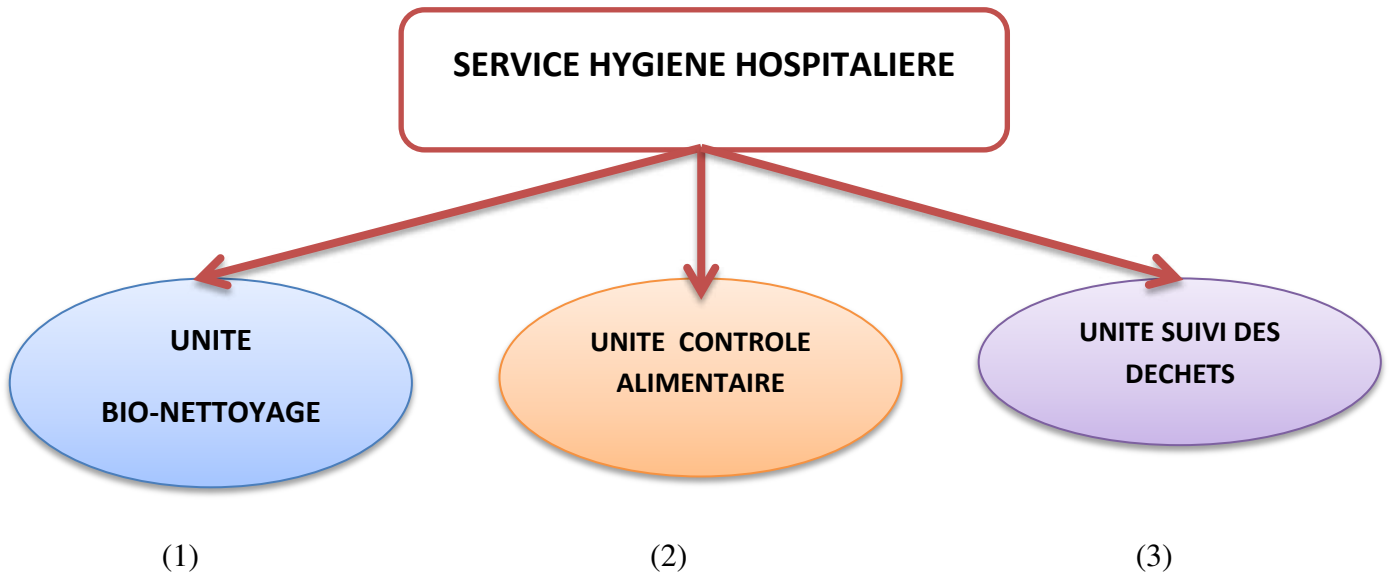 SERVICE HYGIENE HOSPITALIERE
UNITE
BIO-NETTOYAGE
UNITE CONTROLE
ALIMENTAIRE
UNITE SUIVI DES
DECHETS
(1)
(2)
(3)